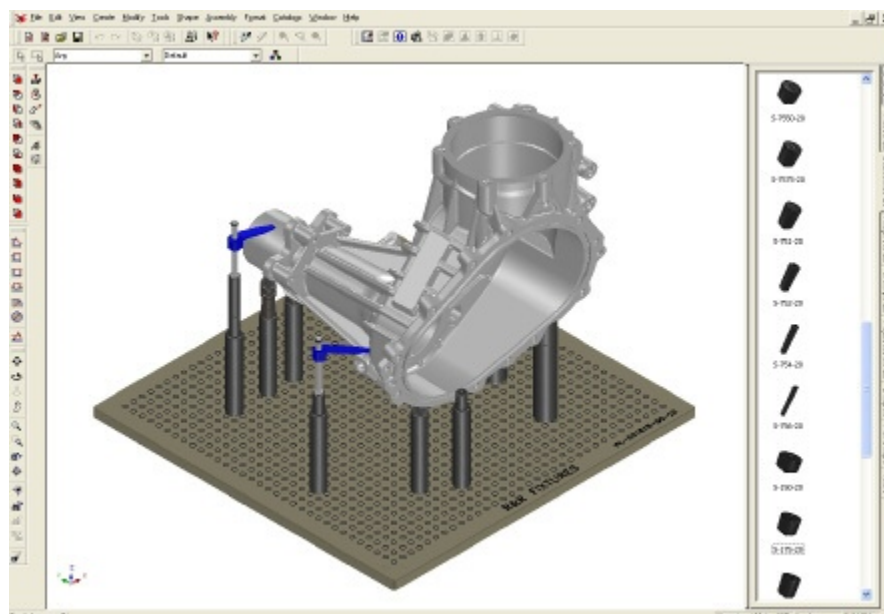 File Edit View Create Modify Tools Shape Assembly Format Catalogs Window Help
Any Default
S-7550-20
S-7575-20
S-751-20
S-752-20
S-754-20
S-756-20
S-150-20
S-175-20
R&R FIXTURES